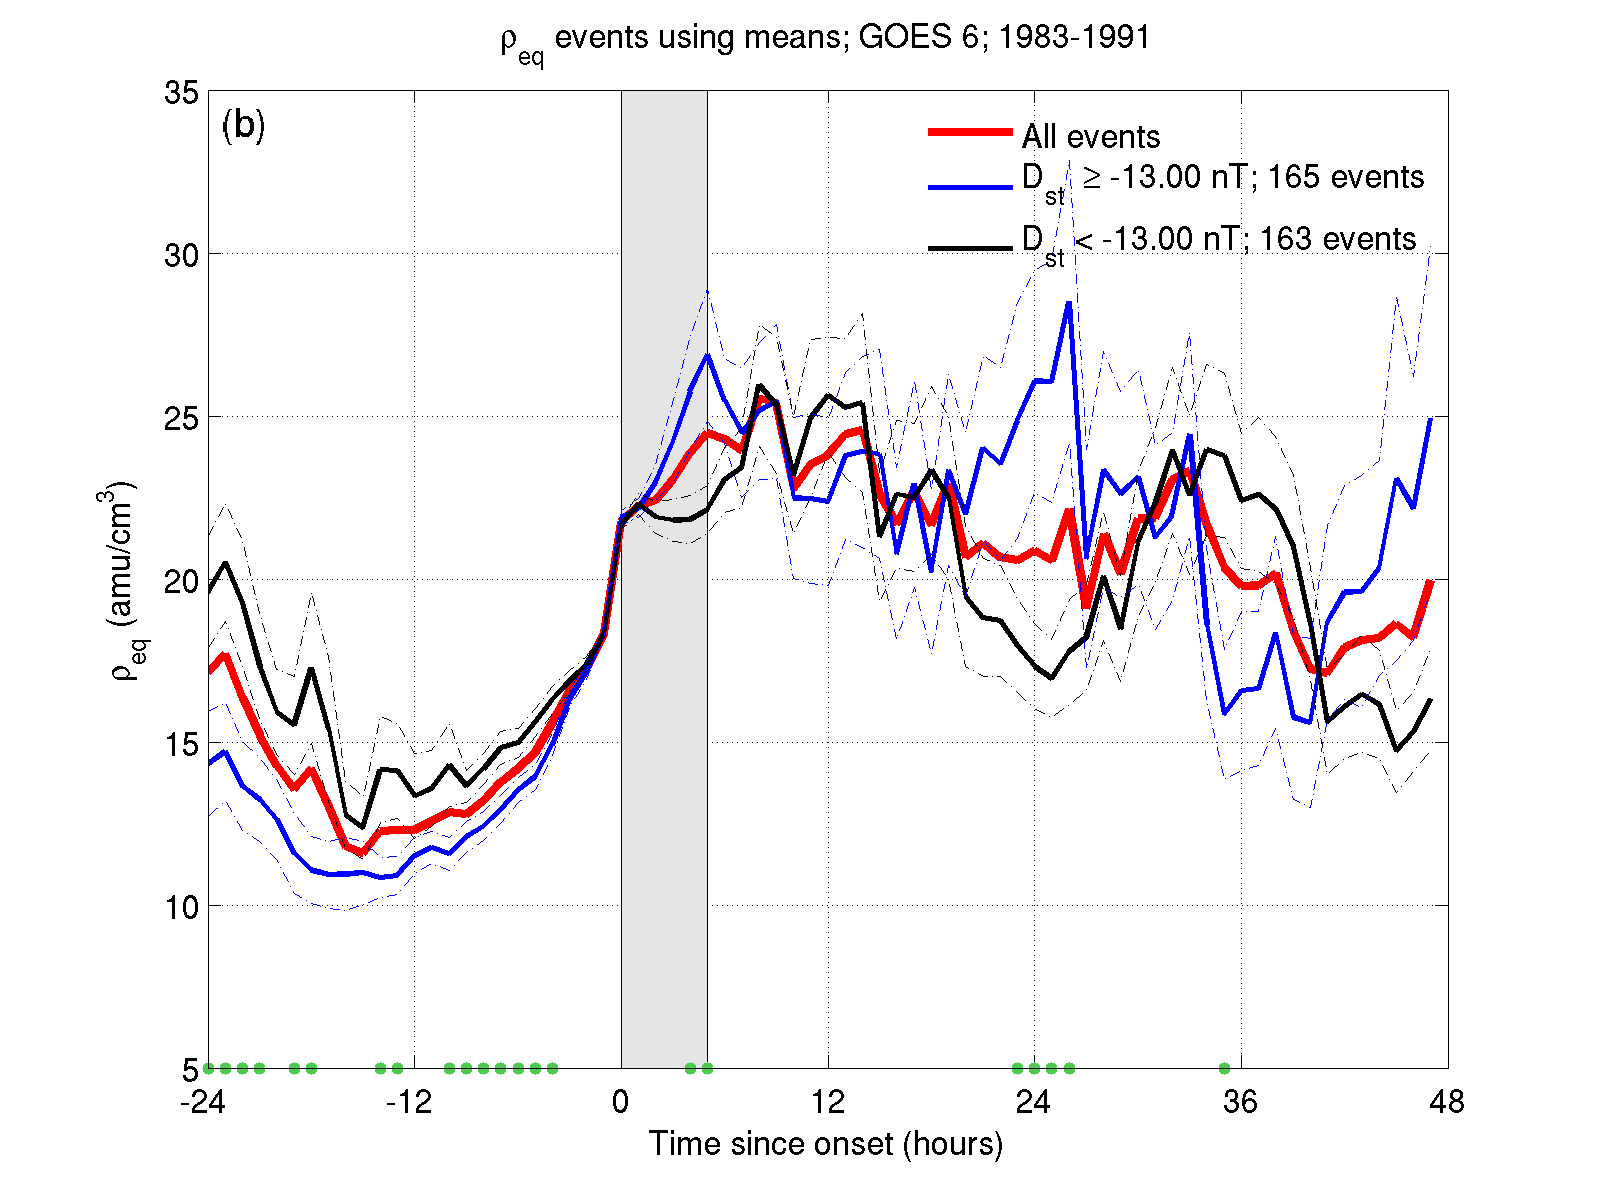 ρeq events using means; GOES 6; 1983-1991
(b)
All events
Dst ≥ -13.00 nT; 165 events
Dst < -13.00 nT; 163 events
35
30
25
20
15
10
5
ρeq (amu/cm³)
-24 -12 0 12 24 36 48
Time since onset (hours)